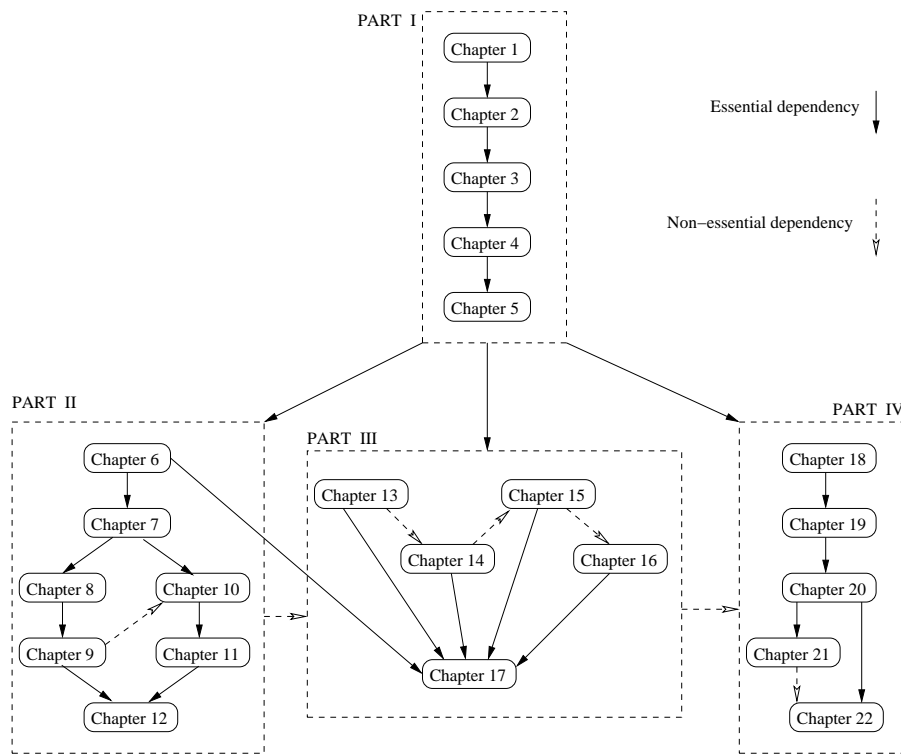 PART I
Chapter 1
Chapter 2
Chapter 3
Chapter 4
Chapter 5
Essential dependency
Non−essential dependency
PART II
Chapter 6
Chapter 7
Chapter 8
Chapter 10
Chapter 9
Chapter 11
Chapter 12
PART III
Chapter 13
Chapter 15
Chapter 14
Chapter 16
Chapter 17
PART IV
Chapter 18
Chapter 19
Chapter 20
Chapter 21
Chapter 22